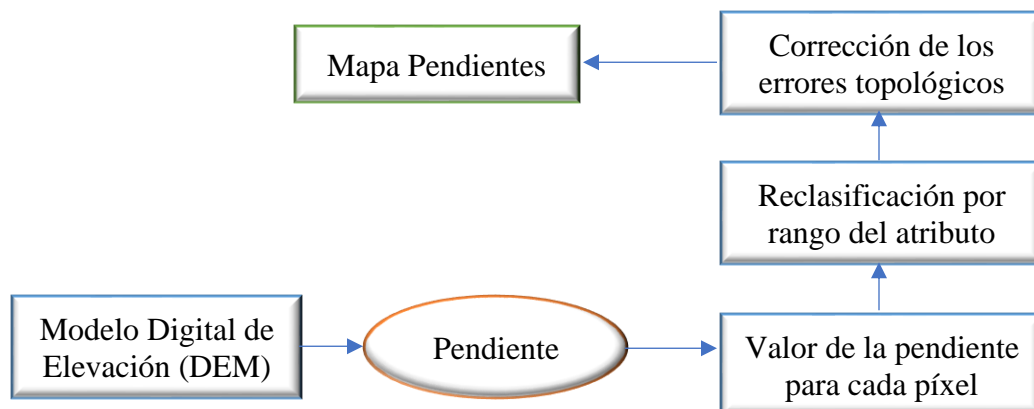 Mapa Pendientes
Corrección de los
errores topológicos
Reclasificación por
rango del atributo
Modelo Digital de
Elevación (DEM)
Pendiente
Valor de la pendiente
para cada píxel